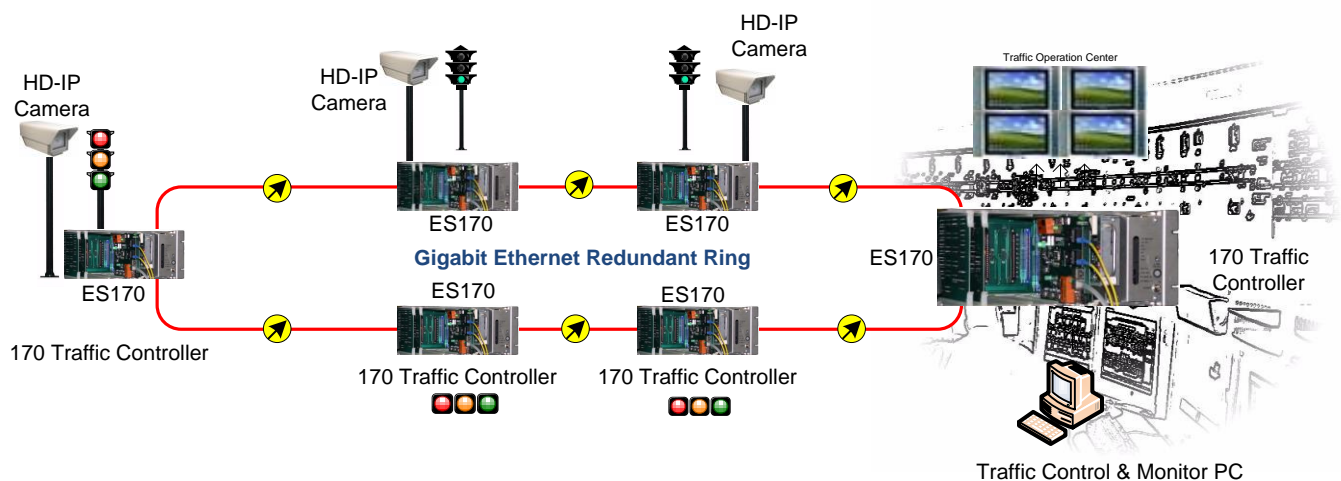 HD-IP
Camera
HD-IP
Camera
HD-IP
Camera
Traffic Operation Center
ES170
ES170
Gigabit Ethernet Redundant Ring
ES170
ES170
ES170
ES170
170 Traffic
Controller
170 Traffic Controller
170 Traffic Controller
170 Traffic Controller
Traffic Control & Monitor PC